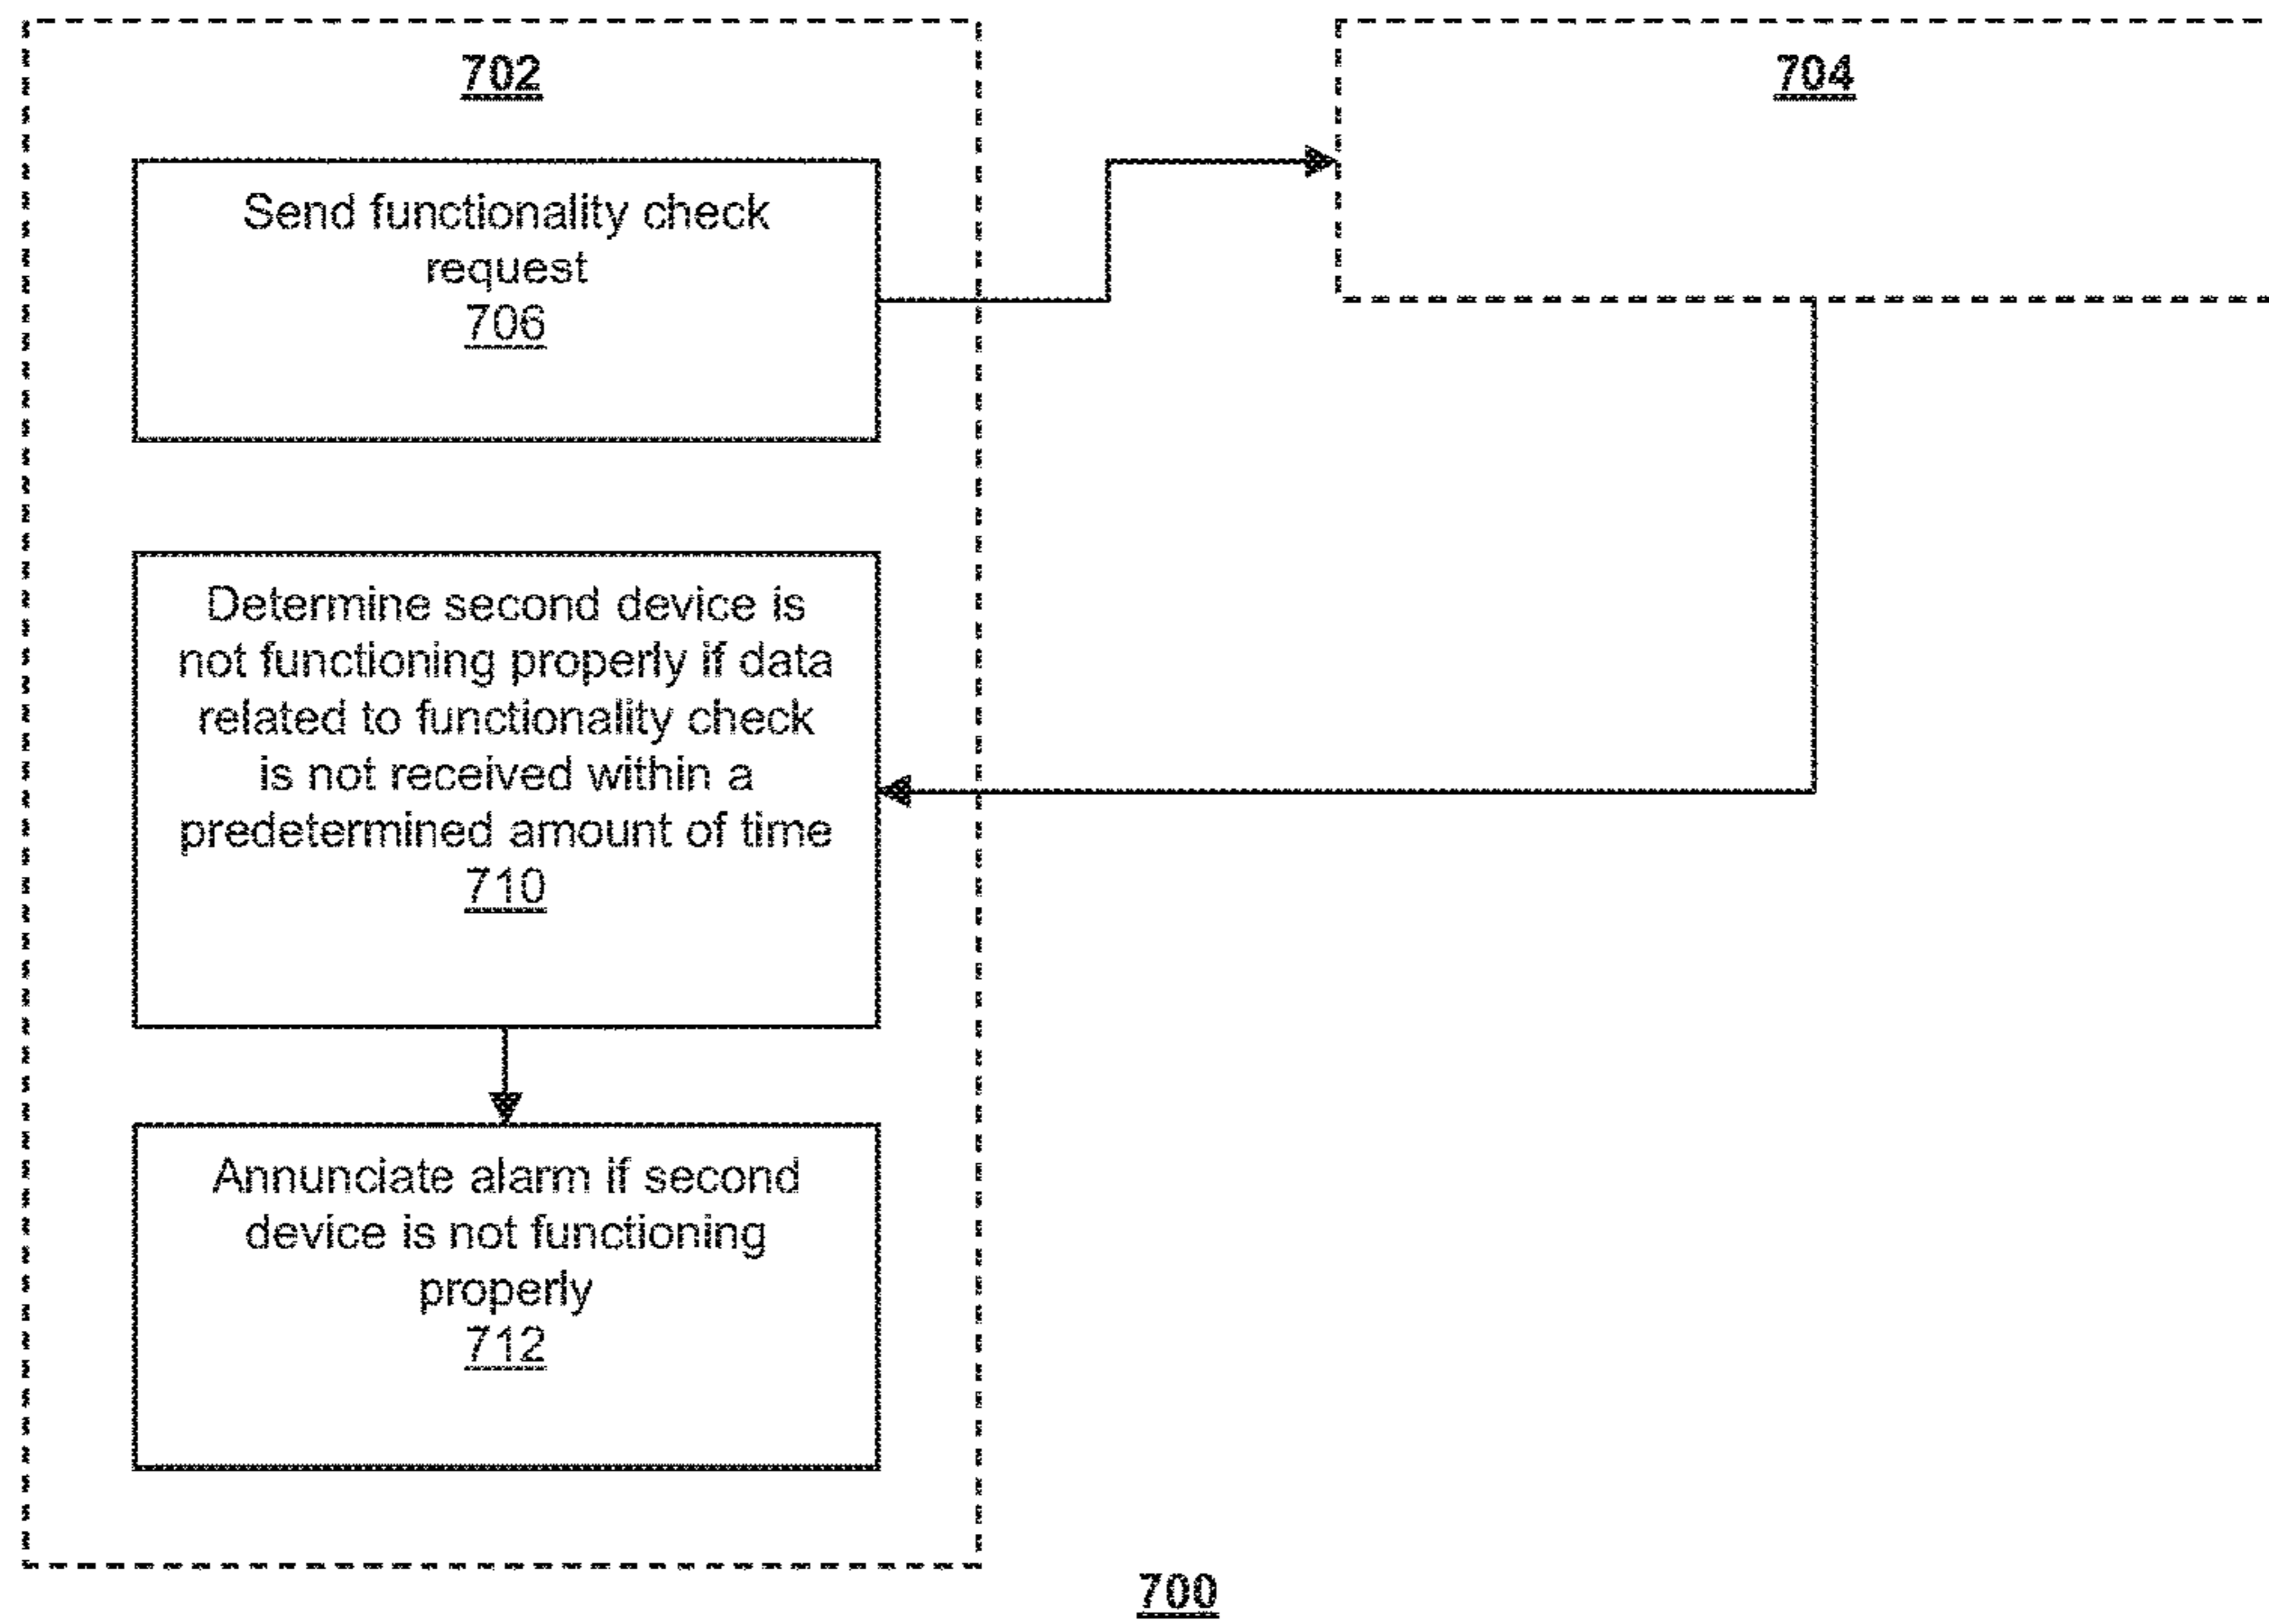 702
Send functionality check
request
706
704
Determine second device is
not functioning properly if data
related to functionality check
is not received within a
predetermined amount of time
710
Annunciate alarm if second
device is not functioning
properly
712
700